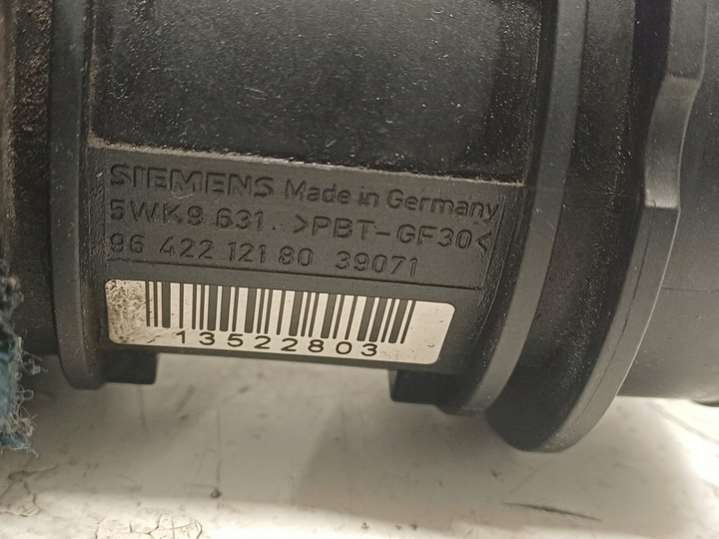 SIEMENS Made in Germany
5WK9 631 >PBT-GF30<
96 422 121 80 39071
13522803